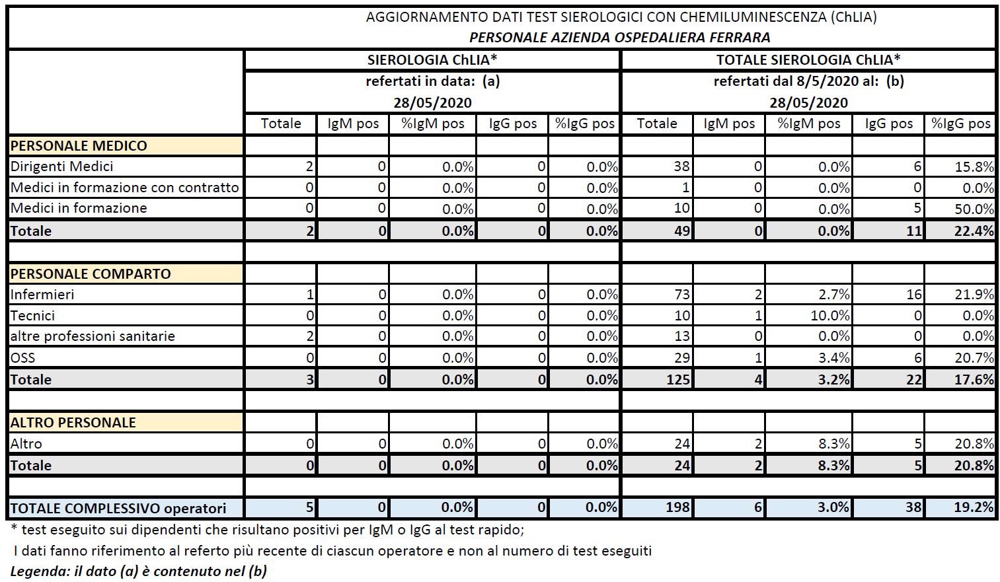 AGGIORNAMENTO DATI TEST SIEROLOGICI CON CHEMILUMINESCENZA (ChLIA)
PERSONALE AZIENDA OSPEDALIERA FERRARA
SIEROLOGIA ChLIA* TOTALE SIEROLOGIA ChLIA*
refertati in data: (a) refertati dal 8/5/2020 al: (b)
28/05/2020 28/05/2020
Totale IgM pos %IgM pos IgG pos %IgG pos Totale IgM pos %IgM pos IgG pos %IgG pos
PERSONALE MEDICO
Dirigenti Medici 2 0 0.0% 0 0.0% 38 0 0.0% 6 15.8%
Medici in formazione con contratto 0 0 0.0% 0 0.0% 1 0 0.0% 0 0.0%
Medici in formazione 0 0 0.0% 0 0.0% 10 0 0.0% 5 50.0%
Totale 2 0 0.0% 0 0.0% 49 0 0.0% 11 22.4%
PERSONALE COMPARTO
Infermieri 1 0 0.0% 0 0.0% 73 2 2.7% 16 21.9%
Tecnici 0 0 0.0% 0 0.0% 10 1 10.0% 0 0.0%
altre professioni sanitarie 2 0 0.0% 0 0.0% 13 0 0.0% 0 0.0%
OSS 0 0 0.0% 0 0.0% 29 1 3.4% 6 20.7%
Totale 3 0 0.0% 0 0.0% 125 4 3.2% 22 17.6%
ALTRO PERSONALE
Altro 0 0 0.0% 0 0.0% 24 2 8.3% 5 20.8%
Totale 0 0 0.0% 0 0.0% 24 2 8.3% 5 20.8%
TOTALE COMPLESSIVO operatori 5 0 0.0% 0 0.0% 198 6 3.0% 38 19.2%
* test eseguito sui dipendenti che risultano positivi per IgM o IgG al test rapido;
I dati fanno riferimento al referto più recente di ciascun operatore e non al numero di test eseguiti
Legenda: il dato (a) è contenuto nel (b)